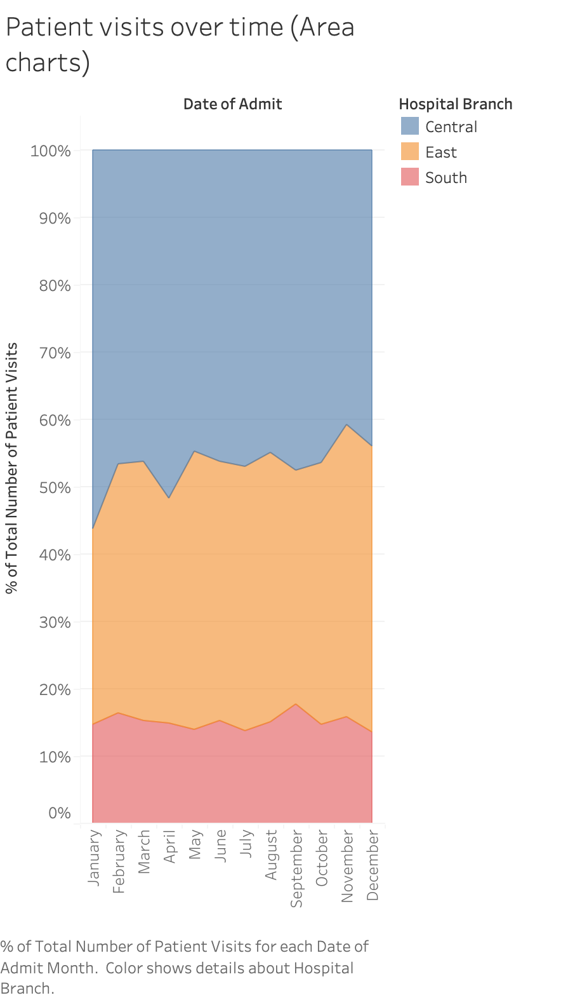 Patient visits over time (Area
charts)
Date of Admit
Hospital Branch
Central
East
South
% of Total Number of Patient Visits
100%
90%
80%
70%
60%
50%
40%
30%
20%
10%
0%
January
February
March
April
May
June
July
August
September
October
November
December
% of Total Number of Patient Visits for each Date of
Admit Month.  Color shows details about Hospital
Branch.